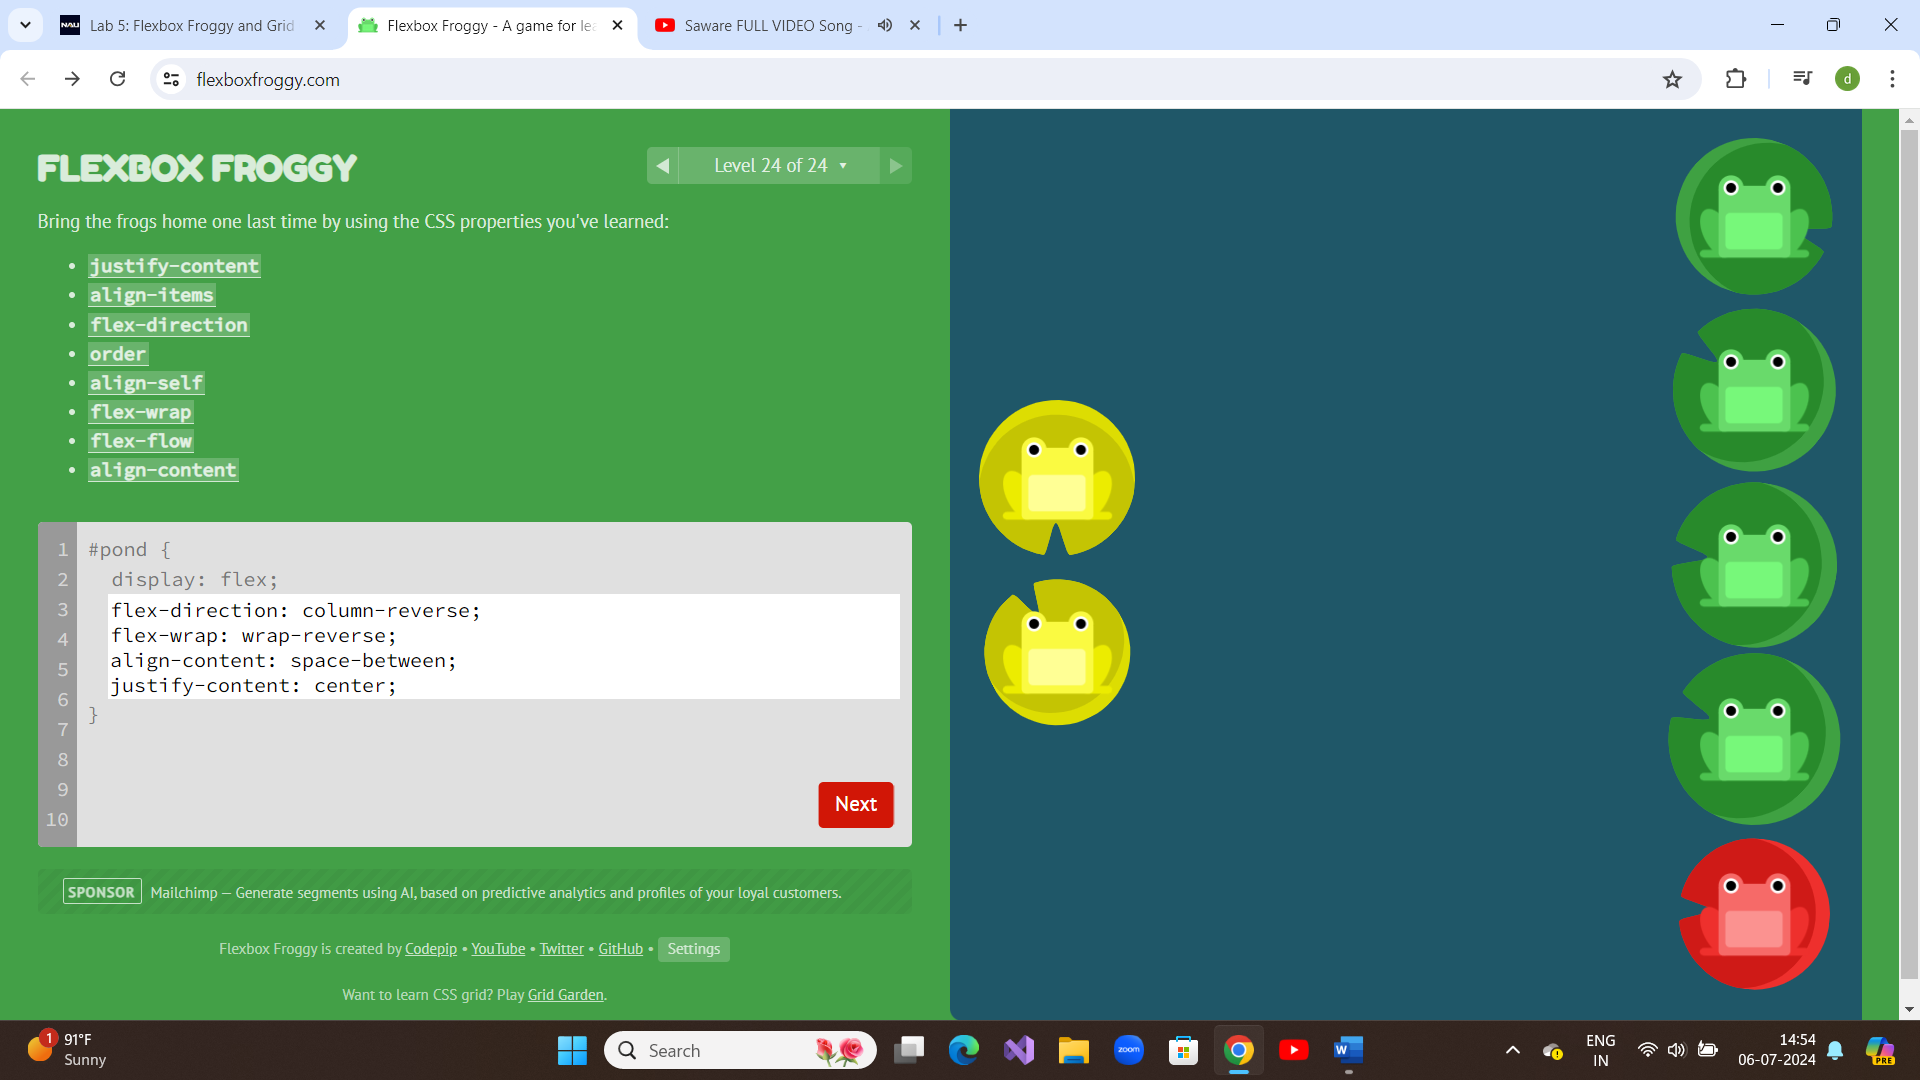 NAU Lab 5: Flexbox Froggy and Grid
Flexbox Froggy - A game for lea
Saware FULL VIDEO Song -
flexboxfroggy.com
d
FLEXBOX FROGGY
Level 24 of 24
Bring the frogs home one last time by using the CSS properties you've learned:
justify-content
align-items
flex-direction
order
align-self
flex-wrap
flex-flow
align-content
1 #pond {
2 display: flex;
3 flex-direction: column-reverse;
4 flex-wrap: wrap-reverse;
5 align-content: space-between;
6 justify-content: center;
7 }
8
9
10
Next
SPONSOR Mailchimp — Generate segments using AI, based on predictive analytics and profiles of your loyal customers.
Flexbox Froggy is created by Codepip • YouTube • Twitter • GitHub • Settings
Want to learn CSS grid? Play Grid Garden.
1
91°F
Sunny
Search
zoom
W
ENG
IN
14:54
06-07-2024
PRE